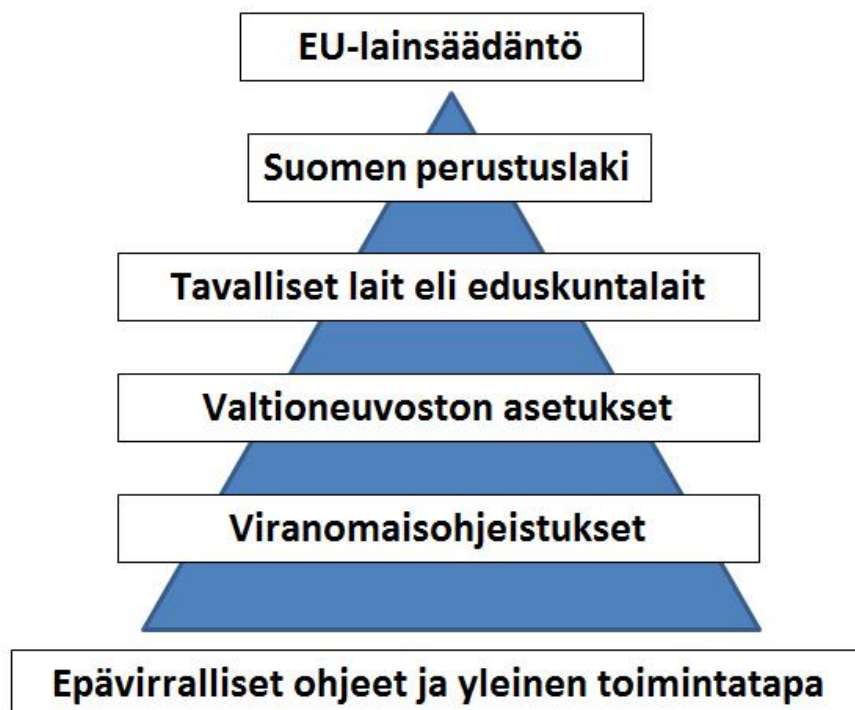 EU-lainsäädäntö
Suomen perustuslaki
Tavalliset lait eli eduskuntalait
Valtioneuvoston asetukset
Viranomaisohjeistukset
Epävirralliset ohjeet ja yleinen toimintatapa